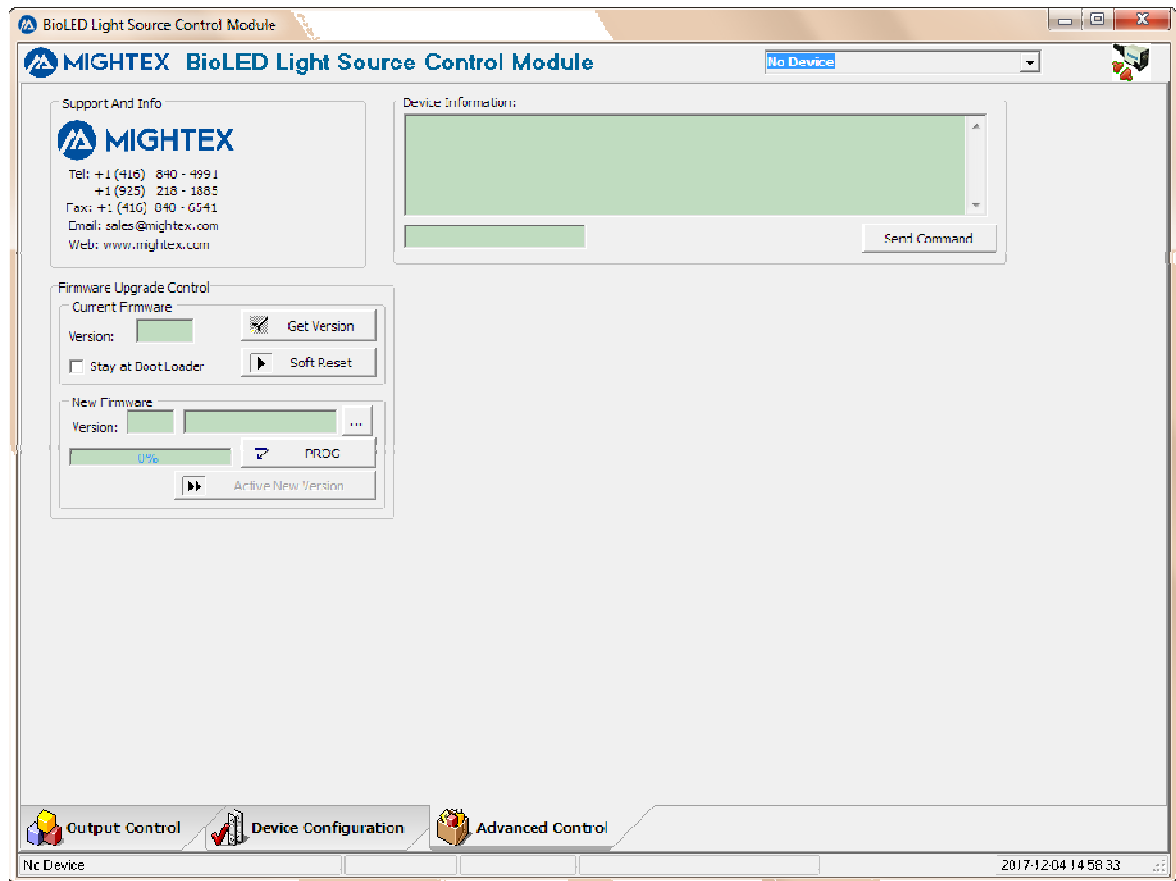 BioLED Light Source Control Module
MIGHTEX BioLED Light Source Control Module
No Device
Support And Info
MIGHTEX
Tel: +1 (416) 840 - 4991
+1 (925) 218 - 1885
Fax: +1 (416) 840 - 6541
Email: sales@mightex.com
Web: www.mightex.com
Device Information:
Send Command
Firmware Upgrade Control
Current Firmware
Version:
Get Version
Stay at Boot Loader
Soft Reset
New Firmware
Version:
...
0%
PROG
Active New Version
Output Control
Device Configuration
Advanced Control
No Device
2017-12-04 14:58:33